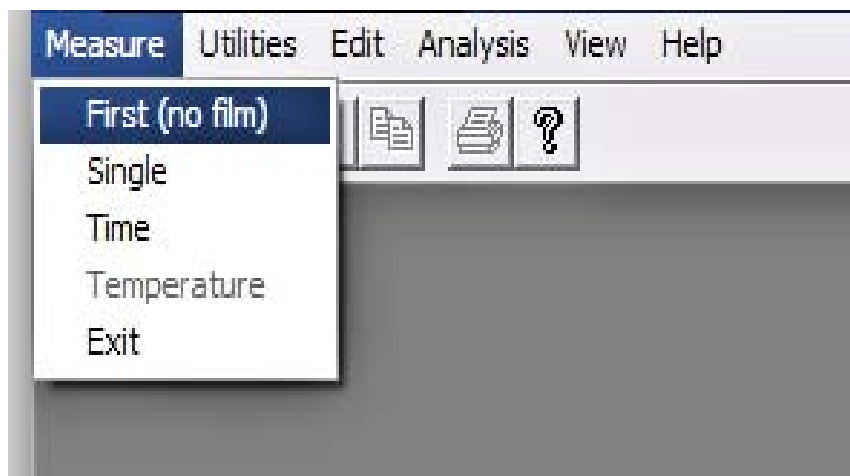 Measure Utilities Edit Analysis View Help
First (no film)
Single
Time
Temperature
Exit